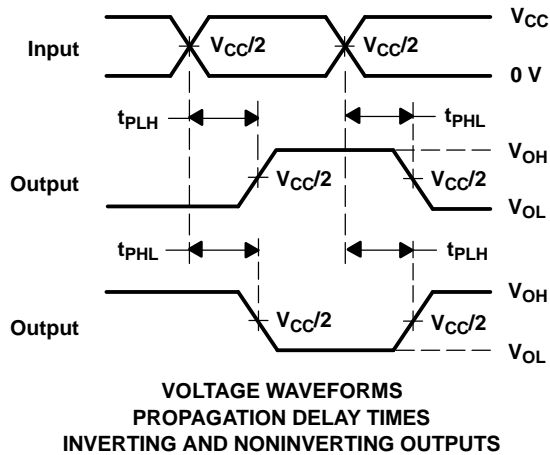 VCC
Input
VCC/2
VCC/2
0 V
tPLH
tPHL
VOH
Output
VCC/2
VCC/2
VOL
tPHL
tPLH
VOH
Output
VCC/2
VCC/2
VOL
VOLTAGE WAVEFORMS
PROPAGATION DELAY TIMES
INVERTING AND NONINVERTING OUTPUTS